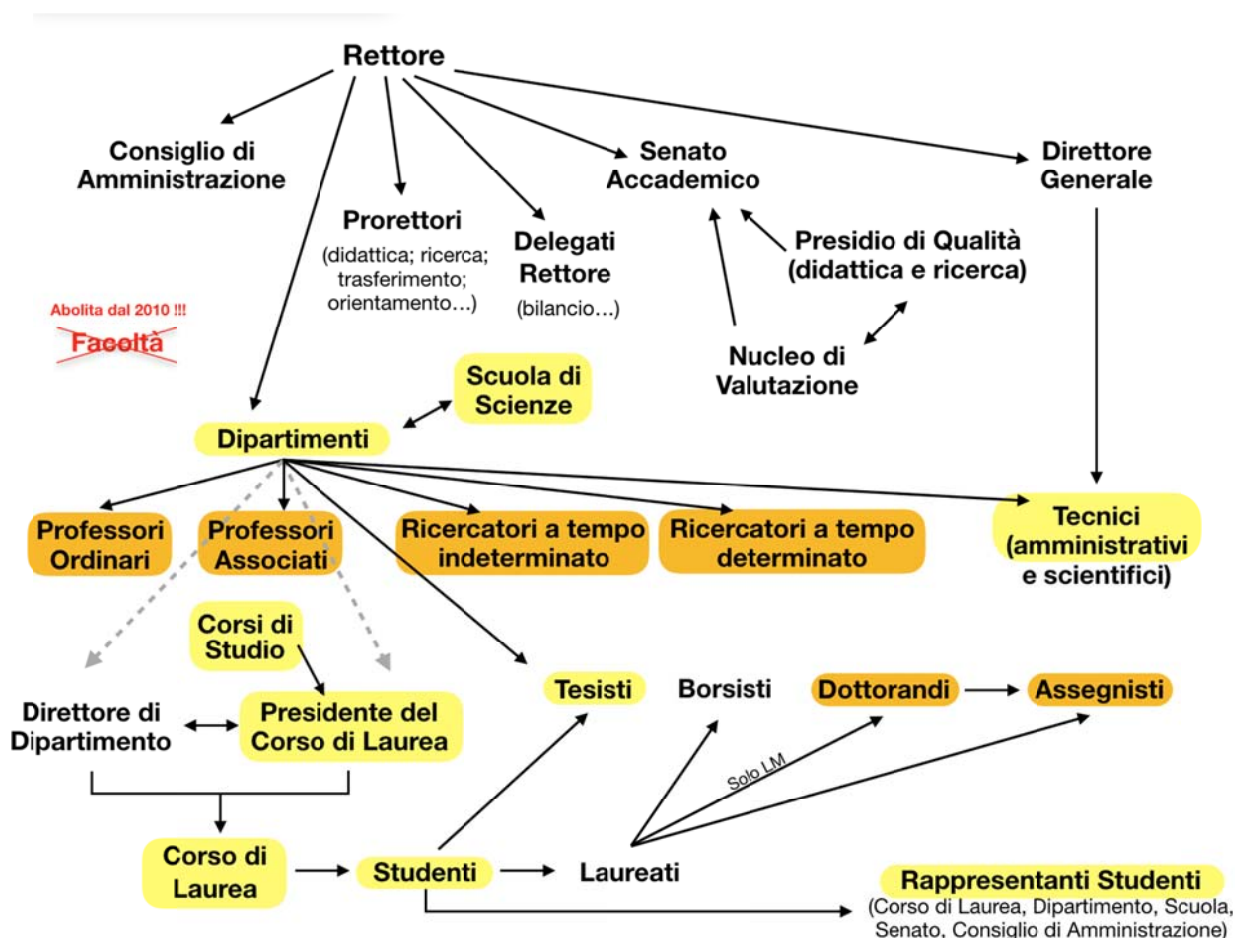 Rettore
Consiglio di
Amministrazione
Senato
Accademico
Direttore
Generale
Prorettori
(didattica; ricerca;
trasferimento;
orientamento...)
Delegati
Rettore
(bilancio...)
Presidio di Qualità
(didattica e ricerca)
Abolita dal 2010 !!!
Facoltà
Nucleo di
Valutazione
Scuola di
Scienze
Dipartimenti
Professori
Ordinari
Professori
Associati
Ricercatori a tempo
indeterminato
Ricercatori a tempo
determinato
Tecnici
(amministrativi
e scientifici)
Corsi di
Studio
Direttore di
Dipartimento
Presidente del
Corso di Laurea
Tesisti
Borsisti
Dottorandi
Assegnisti
Solo LM
Corso di
Laurea
Studenti
Laureati
Rappresentanti Studenti
(Corso di Laurea, Dipartimento, Scuola,
Senato, Consiglio di Amministrazione)